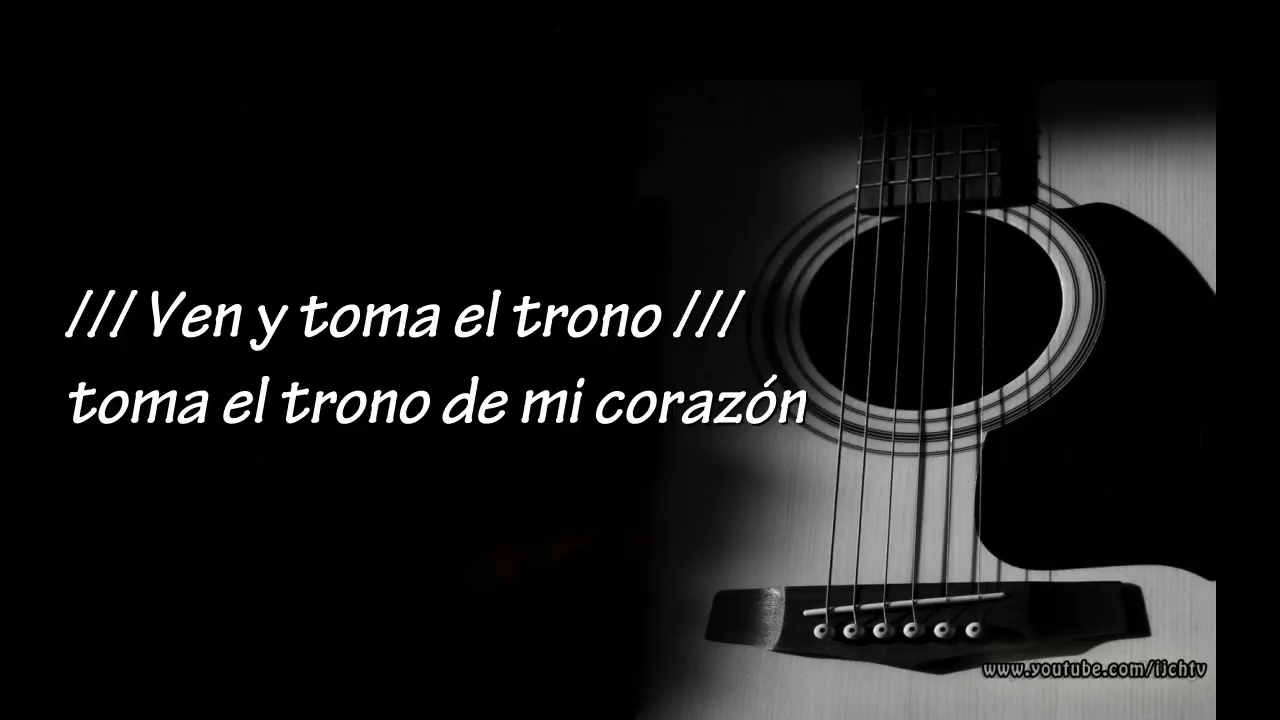 /// Ven y toma el trono ///
toma el trono de mi corazón
www.youtube.com/ijchtv